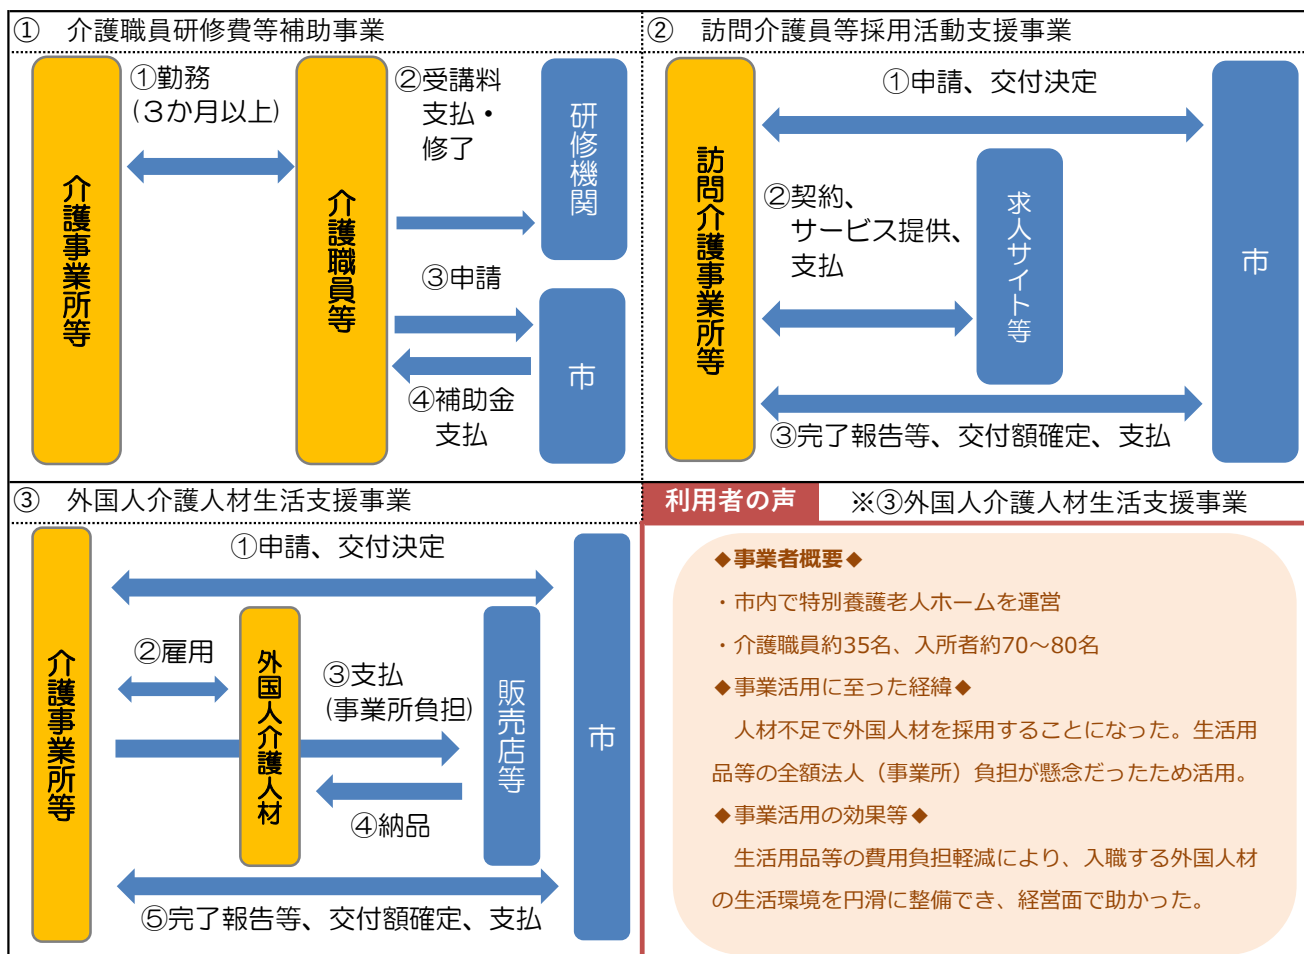 ① 介護職員研修費等補助事業
介護事業所等
①勤務
(３か月以上)
介護職員等
②受講料
支払・
修了
研修機関
③申請
④補助金
支払
市
② 訪問介護員等採用活動支援事業
訪問介護事業所等
①申請、交付決定
②契約、
サービス提供、
支払
求人サイト等
③完了報告等、交付額確定、支払
市
③ 外国人介護人材生活支援事業
介護事業所等
①申請、交付決定
②雇用
外国人介護人材
③支払
(事業所負担)
④納品
販売店等
⑤完了報告等、交付額確定、支払
市
利用者の声 ※③外国人介護人材生活支援事業
◆事業者概要◆
・市内で特別養護老人ホームを運営
・介護職員約35名、入所者約70～80名
◆事業活用に至った経緯◆
人材不足で外国人材を採用することになった。生活用
品等の全額法人（事業所）負担が懸念だったため活用。
◆事業活用の効果等◆
生活用品等の費用負担軽減により、入職する外国人材
の生活環境を円滑に整備でき、経営面で助かった。